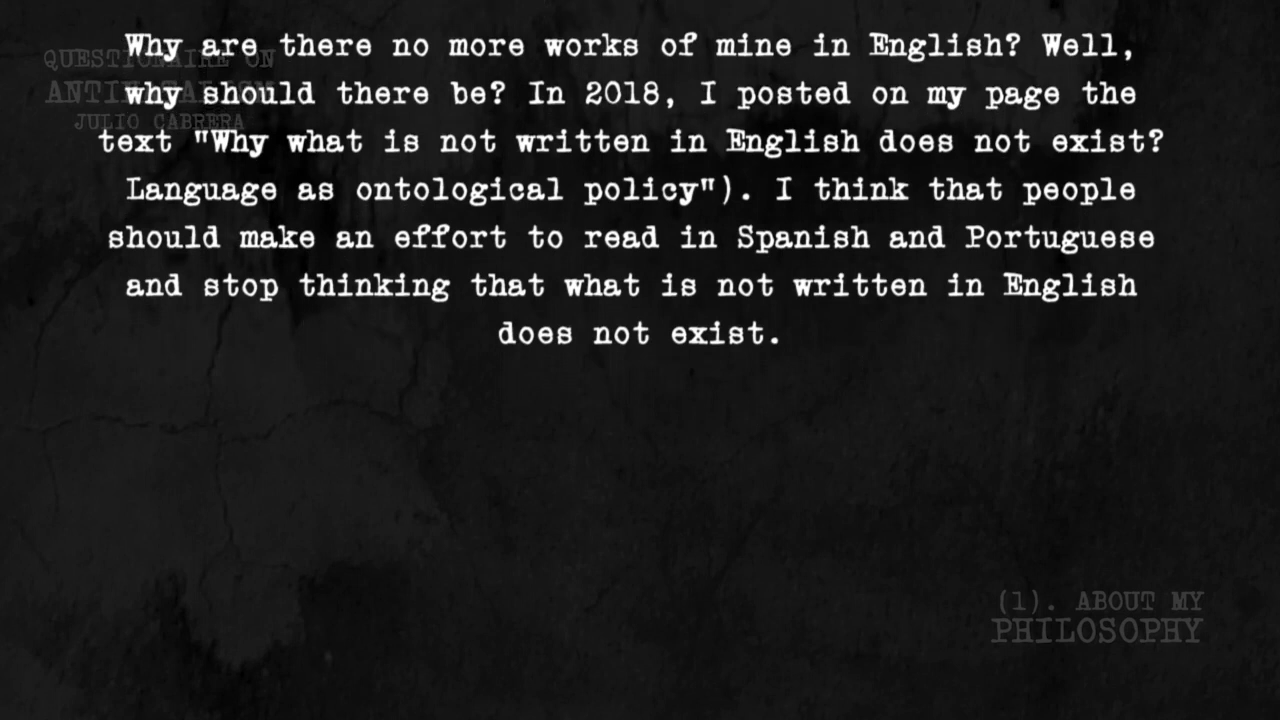 Why are there no more works of mine in English? Well,
why should there be? In 2018, I posted on my page the
text "Why what is not written in English does not exist?
Language as ontological policy"). I think that people
should make an effort to read in Spanish and Portuguese
and stop thinking that what is not written in English
does not exist.
QUESTIONAIRE ON
JULIO CABRERA
(1). ABOUT MY
PHILOSOPHY